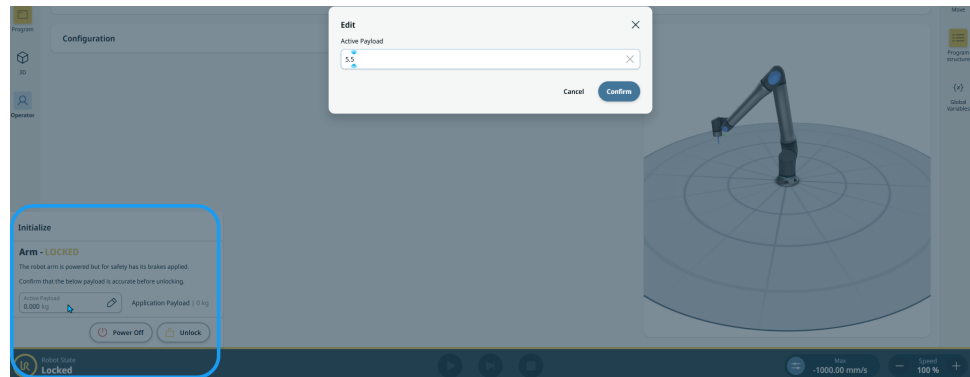 Edit
Active Payload
5.5
Cancel
Confirm
Program
3D
Operator
Configuration
Move
Program structure
{x}
Global Variables
Initialize
Arm - LOCKED
The robot arm is powered but for safety has its brakes applied.
Confirm that the below payload is accurate before unlocking.
Active Payload
0.000 kg
Application Payload | 0 kg
Power Off
Unlock
UR
Robot State
Locked
Max
-1000.00 mm/s
Speed
100 %